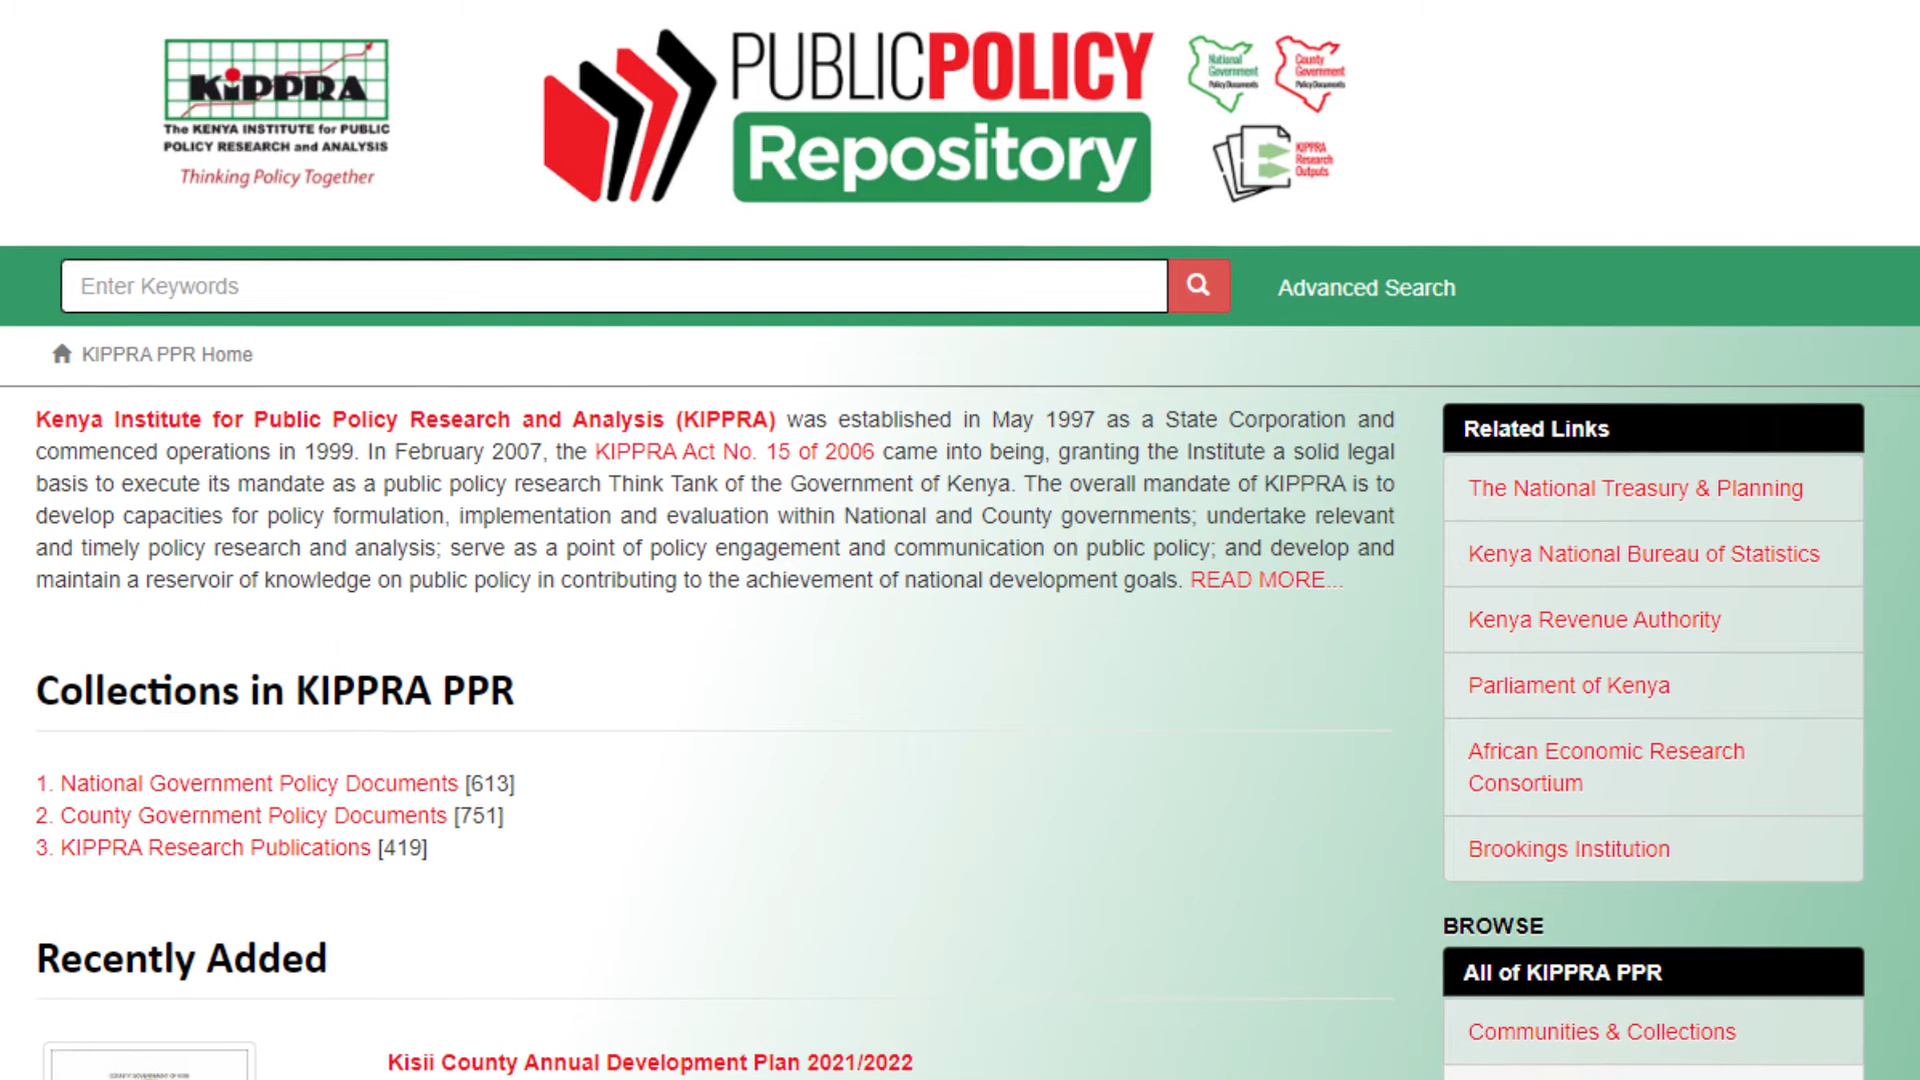 KiPPRA
The KENYA INSTITUTE for PUBLIC
POLICY RESEARCH and ANALYSIS
Thinking Policy Together
PUBLICPOLICY
Repository
National
Government
Policy Documents
County
Government
Policy Documents
KIPPRA
Research
Outputs
Enter Keywords
Advanced Search
KIPPRA PPR Home
Kenya Institute for Public Policy Research and Analysis (KIPPRA) was established in May 1997 as a State Corporation and
commenced operations in 1999. In February 2007, the KIPPRA Act No. 15 of 2006 came into being, granting the Institute a solid legal
basis to execute its mandate as a public policy research Think Tank of the Government of Kenya. The overall mandate of KIPPRA is to
develop capacities for policy formulation, implementation and evaluation within National and County governments; undertake relevant
and timely policy research and analysis; serve as a point of policy engagement and communication on public policy; and develop and
maintain a reservoir of knowledge on public policy in contributing to the achievement of national development goals. READ MORE...
Collections in KIPPRA PPR
1. National Government Policy Documents [613]
2. County Government Policy Documents [751]
3. KIPPRA Research Publications [419]
Recently Added
COUNTY GOVERNMENT OF KISII
Kisii County Annual Development Plan 2021/2022
Related Links
The National Treasury & Planning
Kenya National Bureau of Statistics
Kenya Revenue Authority
Parliament of Kenya
African Economic Research
Consortium
Brookings Institution
BROWSE
All of KIPPRA PPR
Communities & Collections